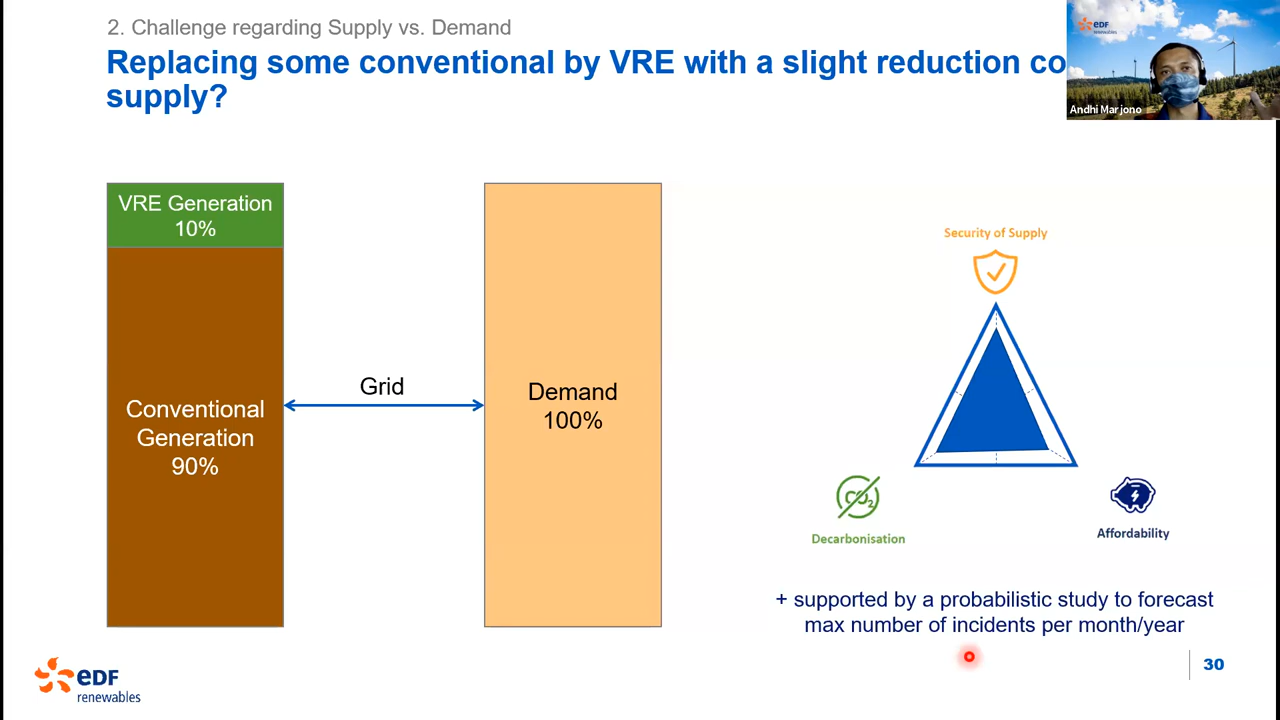 2. Challenge regarding Supply vs. Demand
Replacing some conventional by VRE with a slight reduction co
supply?
edf
renewables
Andhi Marjono
VRE Generation
10%
Conventional
Generation
90%
Grid
Demand
100%
Security of Supply
CO2
Decarbonisation
Affordability
+ supported by a probabilistic study to forecast
max number of incidents per month/year
edf
renewables
30